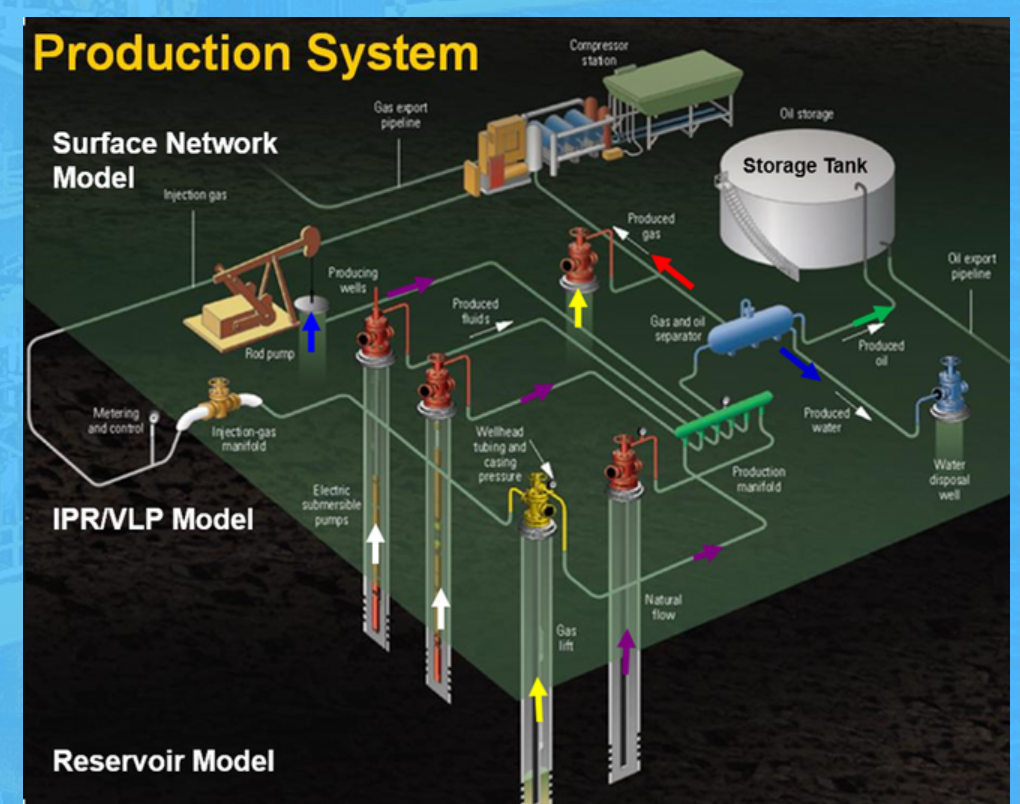 Production System
Compressor
station
Gas export
pipeline
Oil storage
Surface Network
Model
Storage Tank
Injection gas
Produced
gas
Producing
wells
Oil export
pipeline
Produced
fluids
Gas and oil
separator
Rod pump
Produced
oil
Metering
and control
Injection-gas
manifold
Wellhead
tubing and
casing
pressure
Produced
water
Production
manifold
Water
disposal
well
Electric
submersible
pumps
IPR/VLP Model
Natural
flow
Gas
lift
Reservoir Model